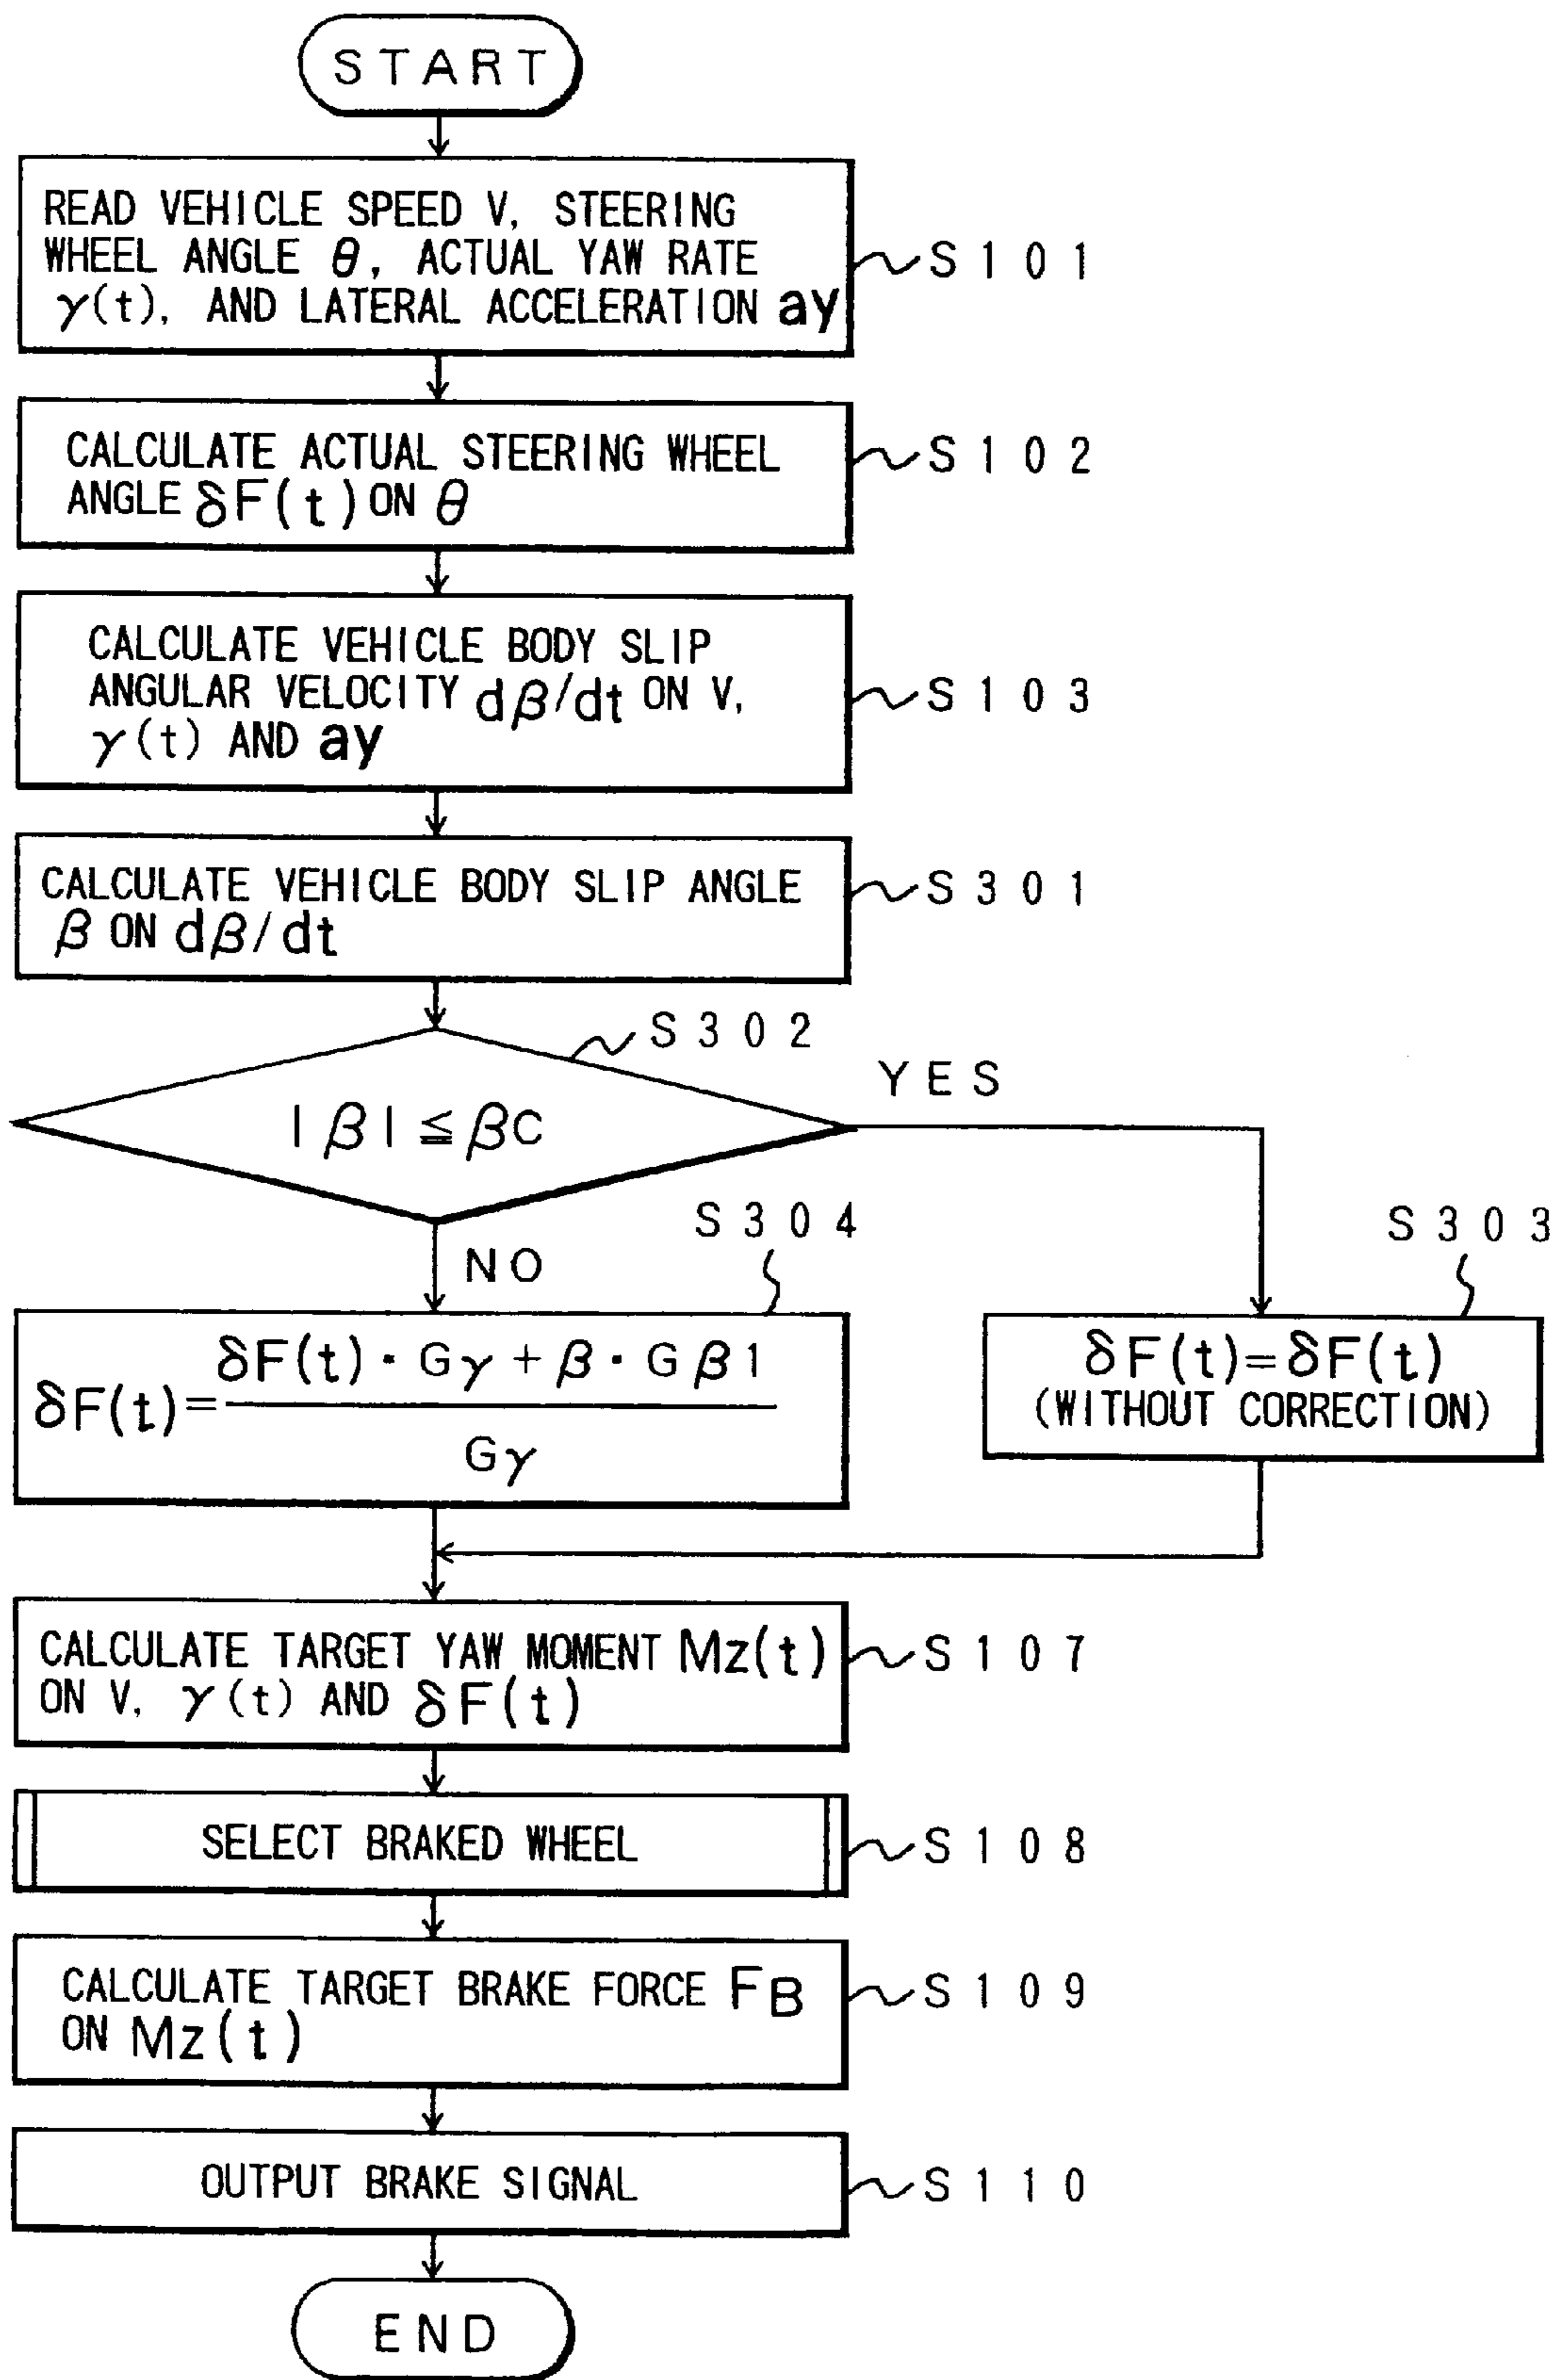 START
READ VEHICLE SPEED V, STEERING
WHEEL ANGLE θ, ACTUAL YAW RATE
γ(t), AND LATERAL ACCELERATION ay
S101
CALCULATE ACTUAL STEERING WHEEL
ANGLE δF(t) ON θ
S102
CALCULATE VEHICLE BODY SLIP
ANGULAR VELOCITY dβ/dt ON V,
γ(t) AND ay
S103
CALCULATE VEHICLE BODY SLIP ANGLE
β ON dβ/dt
S301
S302
|β| ≦ βC
YES
NO
S304
δF(t)·Gγ+β·Gβ1
δF(t)=
Gγ
S303
δF(t)=δF(t)
(WITHOUT CORRECTION)
CALCULATE TARGET YAW MOMENT Mz(t)
ON V, γ(t) AND δF(t)
S107
SELECT BRAKED WHEEL
S108
CALCULATE TARGET BRAKE FORCE FB
ON Mz(t)
S109
OUTPUT BRAKE SIGNAL
S110
END